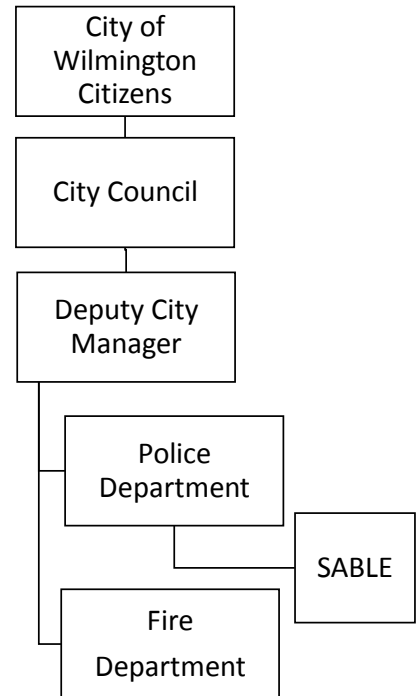 City of
Wilmington
Citizens
City Council
Deputy City
Manager
Police
Department
SABLE
Fire
Department